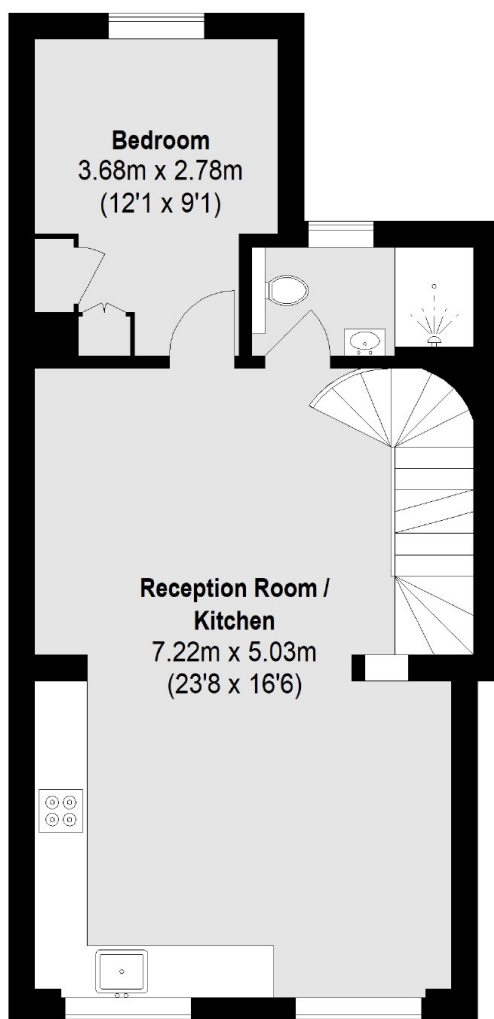 Bedroom
3.68m x 2.78m
(12'1 x 9'1)
Reception Room /
Kitchen
7.22m x 5.03m
(23'8 x 16'6)